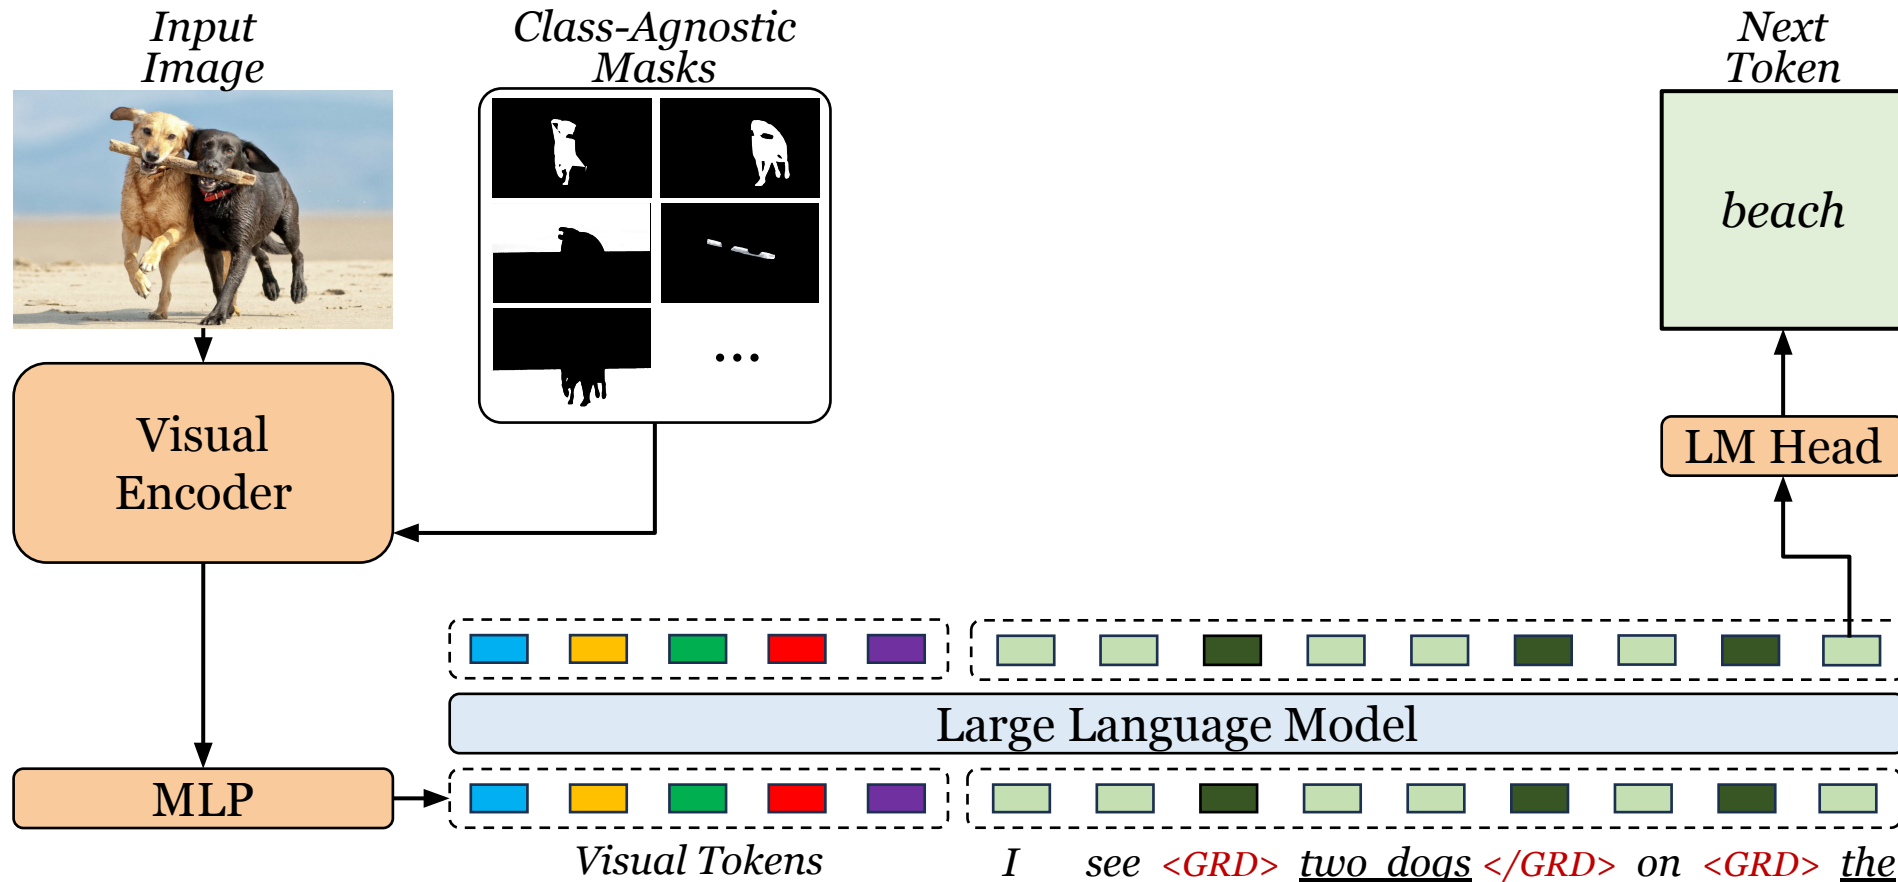 Input
Image
Class-Agnostic
Masks
Next
Token
beach
Visual
Encoder
LM Head
Large Language Model
MLP
Visual Tokens
I see <GRD> two dogs </GRD> on <GRD> the